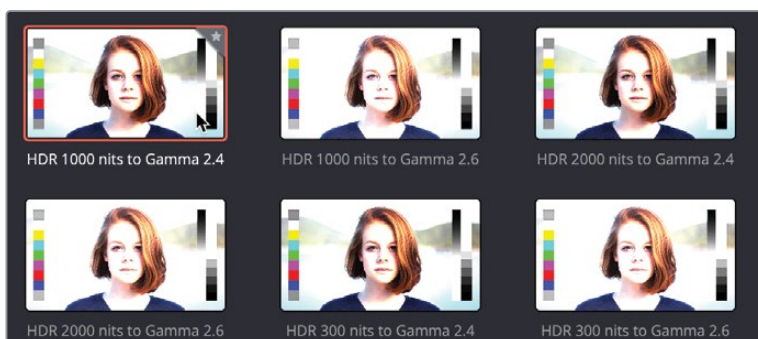 HDR 1000 nits to Gamma 2.4
HDR 1000 nits to Gamma 2.6
HDR 2000 nits to Gamma 2.4
HDR 2000 nits to Gamma 2.6
HDR 300 nits to Gamma 2.4
HDR 300 nits to Gamma 2.6